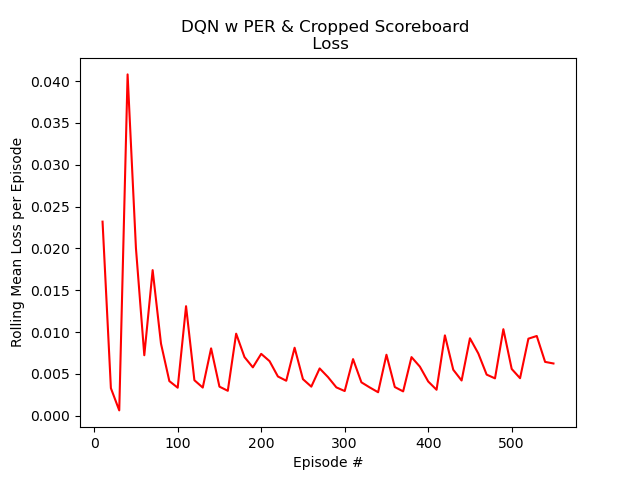 DQN w PER & Cropped Scoreboard
Loss
Rolling Mean Loss per Episode
0.040
0.035
0.030
0.025
0.020
0.015
0.010
0.005
0.000
0 100 200 300 400 500
Episode #